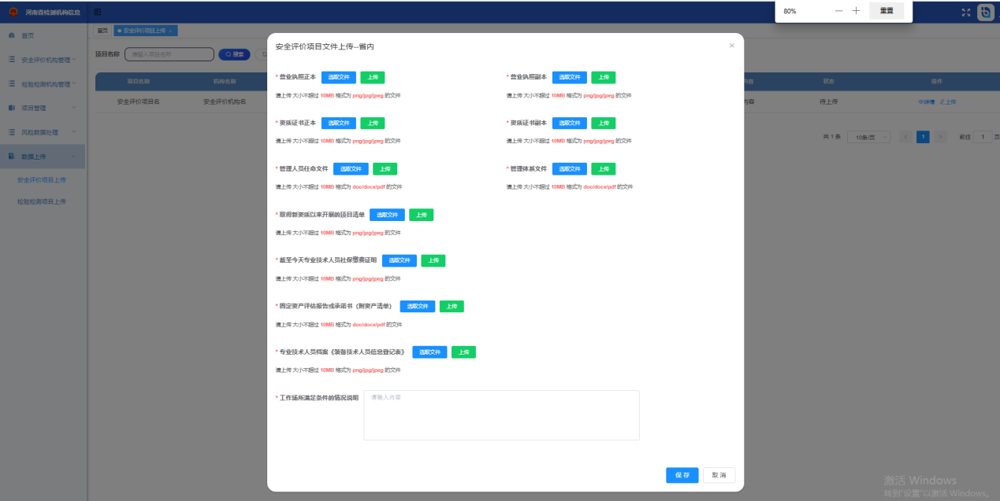 河南省检测机构信息
80%
重置
首页
安全评价机构管理
检验检测机构管理
项目管理
风险数据处理
数据上传
安全评价项目上传
检验检测项目上传
首页
安全评价项目上传 ×
项目名称 请输入项目名称 搜索
项目名称 机构名称 内容 状态 操作
安全评价项目名 安全评价机构名 内容 待上传 详情 上传
共 1 条 10条/页 1 前往 1 页
安全评价项目文件上传--省内
* 营业执照正本 选取文件 上传
请上传 大小不超过 10MB 格式为 png/jpg/jpeg 的文件
* 营业执照副本 选取文件 上传
请上传 大小不超过 10MB 格式为 png/jpg/jpeg 的文件
* 资质证书正本 选取文件 上传
请上传 大小不超过 10MB 格式为 png/jpg/jpeg 的文件
* 资质证书副本 选取文件 上传
请上传 大小不超过 10MB 格式为 png/jpg/jpeg 的文件
* 管理人员任命文件 选取文件 上传
请上传 大小不超过 10MB 格式为 doc/docx/pdf 的文件
* 管理体系文件 选取文件 上传
请上传 大小不超过 10MB 格式为 doc/docx/pdf 的文件
* 取得新资质以来开展的项目清单 选取文件 上传
请上传 大小不超过 10MB 格式为 png/jpg/jpeg 的文件
* 截至今天专业技术人员社保缴费证明 选取文件 上传
请上传 大小不超过 10MB 格式为 png/jpg/jpeg 的文件
* 固定资产评估报告或承诺书（附资产清单） 选取文件 上传
请上传 大小不超过 10MB 格式为 doc/docx/pdf 的文件
* 专业技术人员档案《装备技术人员信息登记表》 选取文件 上传
请上传 大小不超过 10MB 格式为 png/jpg/jpeg 的文件
* 工作场所满足条件的情况说明 请输入内容
保 存 取 消
激活 Windows
转到"设置"以激活 Windows。